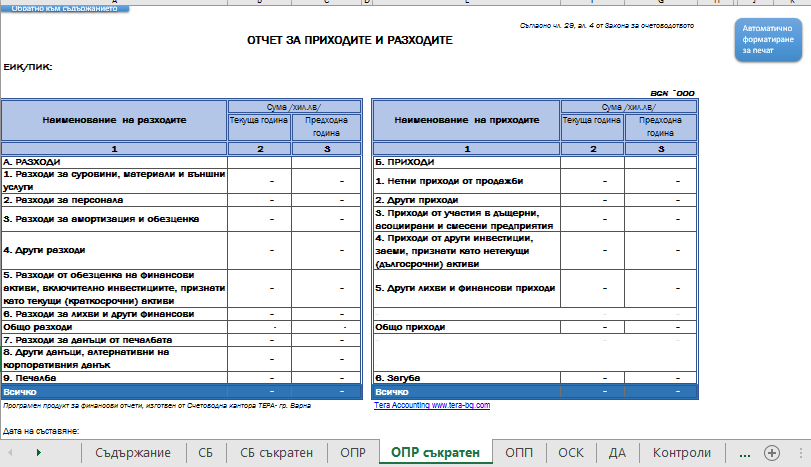 A B C D E F G H I J K
Обратно към съдържанието
Съгласно чл. 29, ал. 4 от Закона за счетоводството
Автоматично
форматиране
за печат
ОТЧЕТ ЗА ПРИХОДИТЕ И РАЗХОДИТЕ
ЕИК/ПИК:
BGK `000
Наименование на разходите
Сума /хил.лв/
Текуща година
Предходна
година
1 2 3
А. РАЗХОДИ
1. Разходи за суровини, материали и външни
услуги - -
2. Разходи за персонала - -
3. Разходи за амортизация и обезценка - -
4. Други разходи - -
5. Разходи от обезценка на финансови
активи, включително инвестициите, признати
като текущи (краткосрочни) активи - -
6. Разходи за лихви и други финансови - -
Общо разходи - -
7. Разходи за данъци от печалбата - -
8. Други данъци, алтернативни на
корпоративния данък - -
9. Печалба - -
Всичко - -
Наименование на приходите
Сума /хил.лв/
Текуща година
Предходна
година
1 2 3
Б. ПРИХОДИ
1. Нетни приходи от продажби - -
2. Други приходи - -
3. Приходи от участия в дъщерни,
асоциирани и смесени предприятия - -
4. Приходи от други инвестиции,
заеми, признати като нетекущи
(дългосрочни) активи - -
5. Други лихви и финансови приходи - -
Общо приходи - -
6. Загуба - -
Всичко - -
Програмен продукт за финансови отчети, изготвен от Счетоводна кантора ТЕРА- гр. Варна
Tera Accounting www.tera-bg.com
Дата на съставяне:
Съдържание СБ СБ съкратен ОПР ОПР съкратен ОПП ОСК ДА Контроли ...